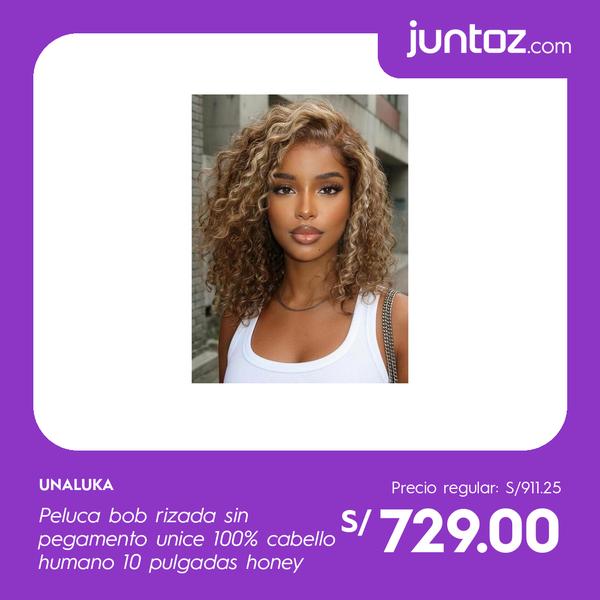 juntoz.com
UNALUKA
Peluca bob rizada sin
pegamento unice 100% cabello
humano 10 pulgadas honey
Precio regular: S/911.25
S/ 729.00